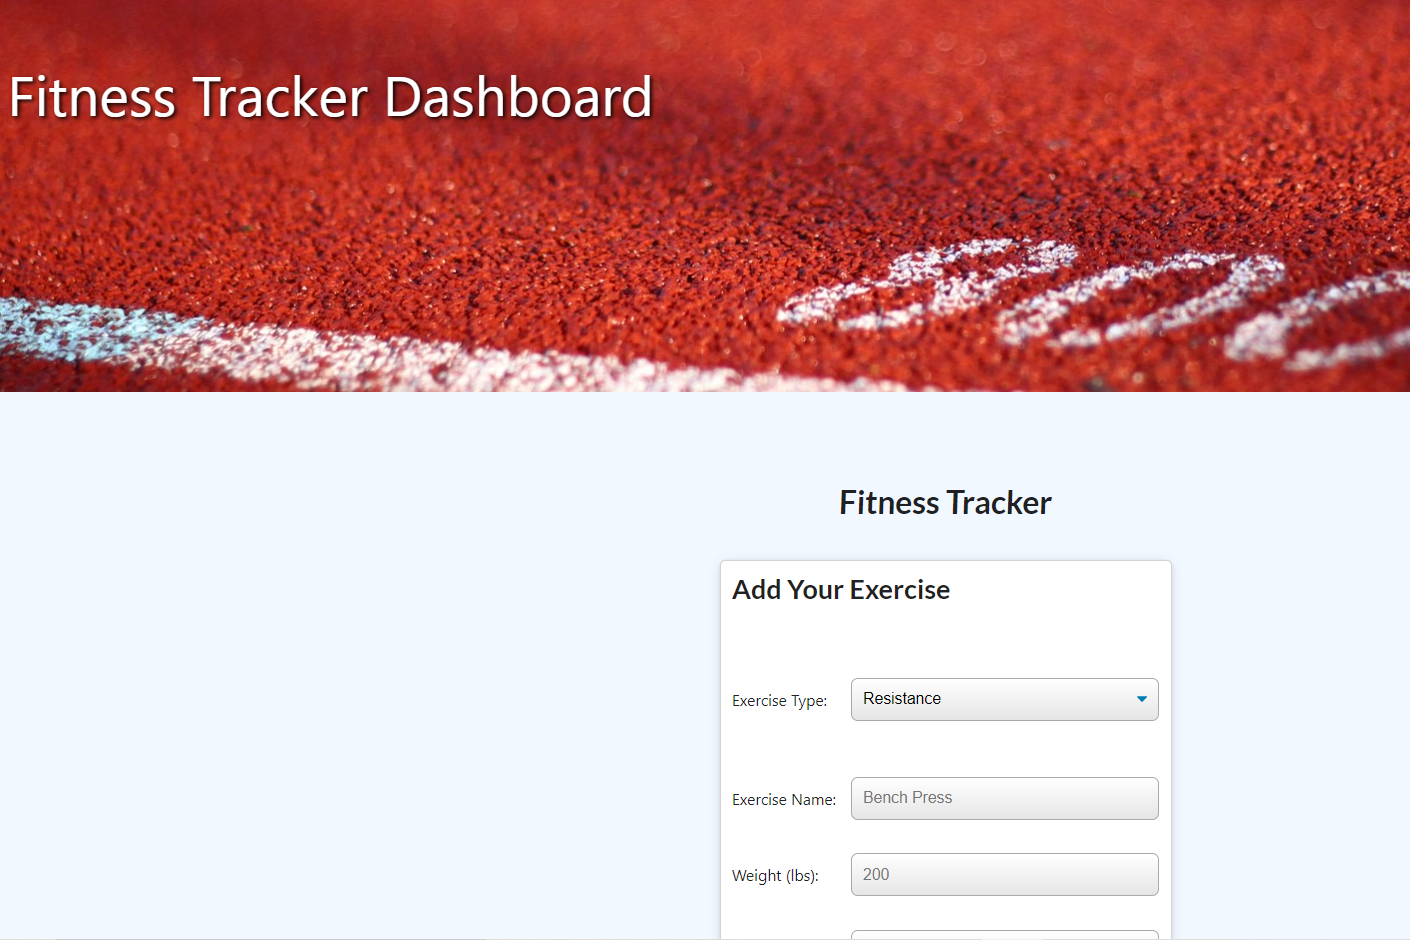 Fitness Tracker Dashboard
Fitness Tracker
Add Your Exercise
Exercise Type: Resistance
Exercise Name: Bench Press
Weight (lbs): 200